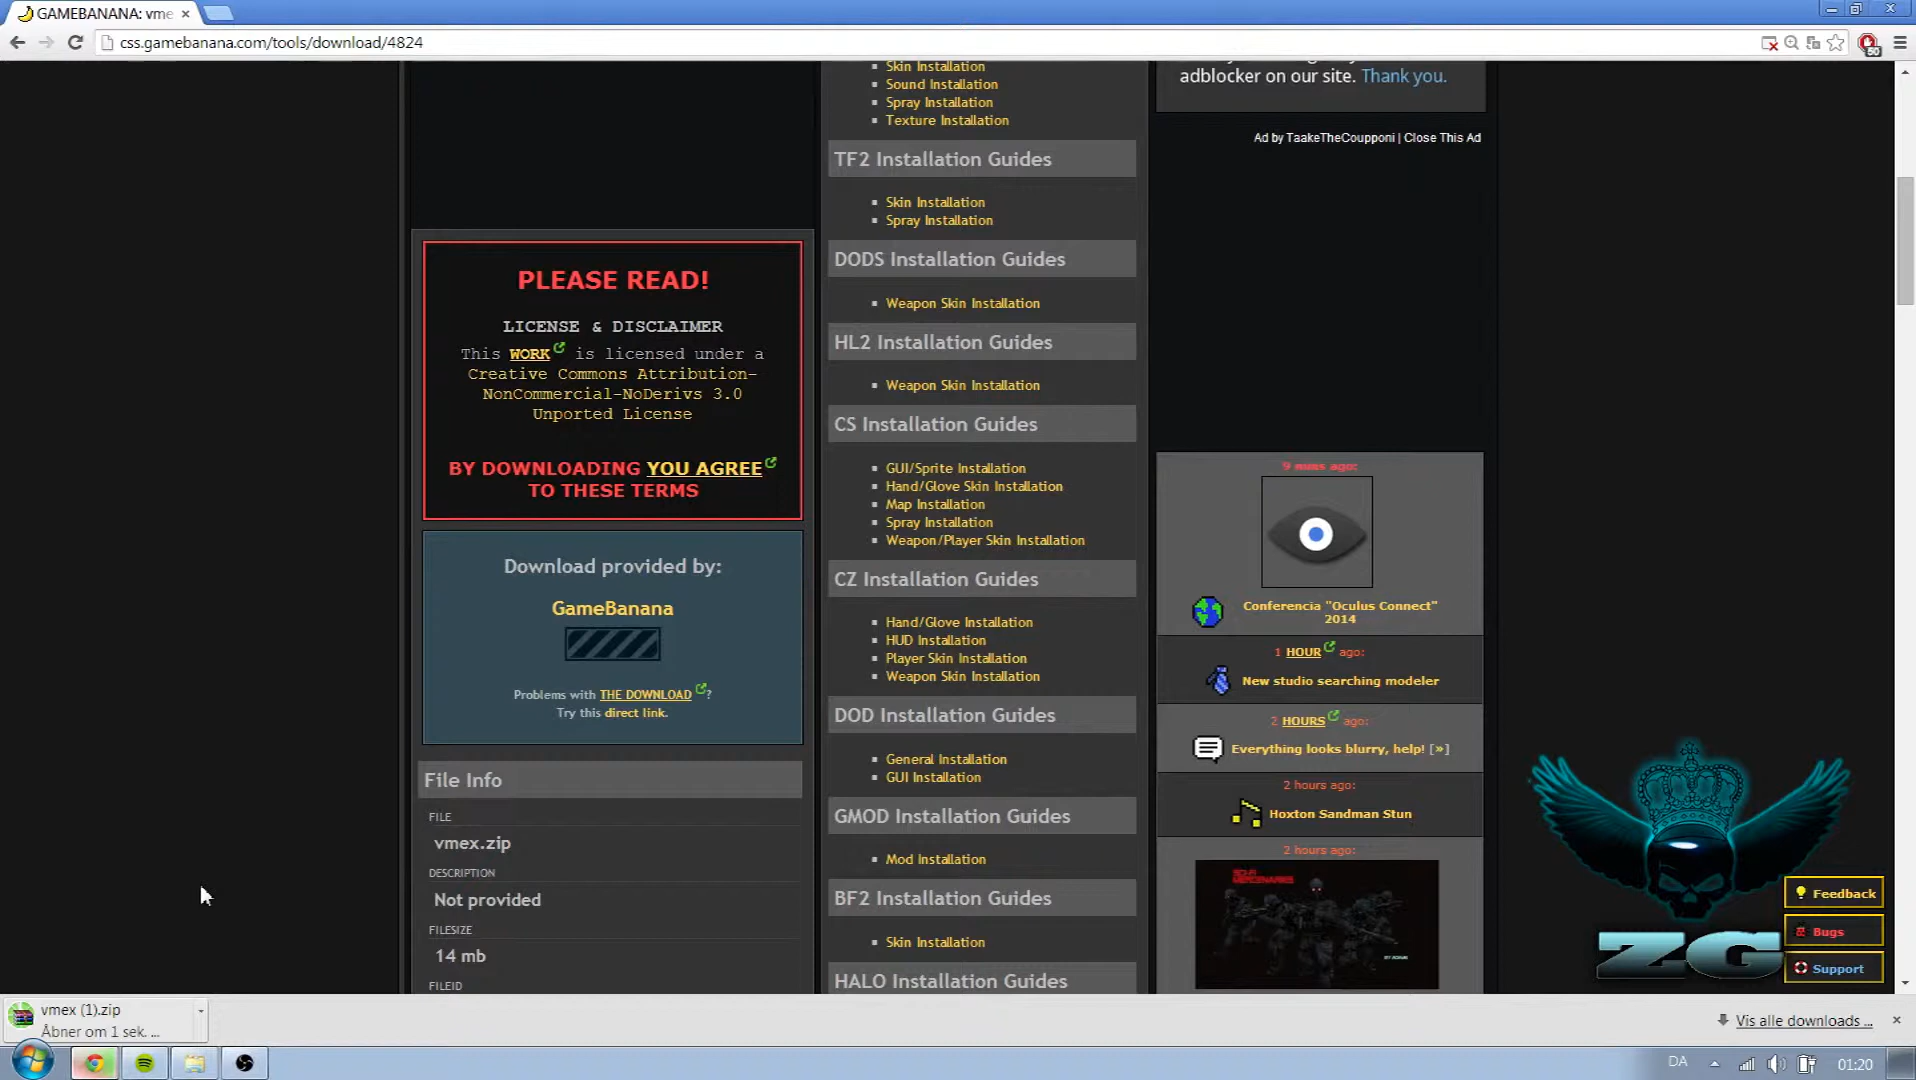 GAMEBANANA: vme
css.gamebanana.com/tools/download/4824
50
Skin Installation
Sound Installation
Spray Installation
Texture Installation
TF2 Installation Guides
Skin Installation
Spray Installation
DODS Installation Guides
Weapon Skin Installation
HL2 Installation Guides
Weapon Skin Installation
CS Installation Guides
GUI/Sprite Installation
Hand/Glove Skin Installation
Map Installation
Spray Installation
Weapon/Player Skin Installation
CZ Installation Guides
Hand/Glove Installation
HUD Installation
Player Skin Installation
Weapon Skin Installation
DOD Installation Guides
General Installation
GUI Installation
GMOD Installation Guides
Mod Installation
BF2 Installation Guides
Skin Installation
HALO Installation Guides
PLEASE READ!
LICENSE & DISCLAIMER
This WORK is licensed under a
Creative Commons Attribution-
NonCommercial-NoDerivs 3.0
Unported License
BY DOWNLOADING YOU AGREE
TO THESE TERMS
Download provided by:
GameBanana
Problems with THE DOWNLOAD?
Try this direct link.
File Info
FILE
vmex.zip
DESCRIPTION
Not provided
FILESIZE
14 mb
FILEID
adblocker on our site. Thank you.
Ad by TaakeTheCoupponi | Close This Ad
9 mins ago:
Conferencia "Oculus Connect"
2014
1 HOUR ago:
New studio searching modeler
2 HOURS ago:
Everything looks blurry, help! [»]
2 hours ago:
Hoxton Sandman Stun
2 hours ago:
SCI-FI
MERCENARIES
ZG
Feedback
Bugs
Support
vmex (1).zip
Åbner om 1 sek. ...
Vis alle downloads ...
DA
01:20